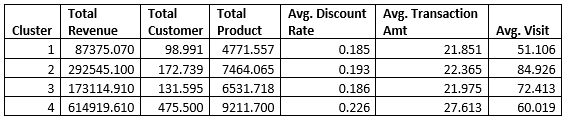 Cluster Total Revenue Total Customer Total Product Avg. Discount Rate Avg. Transaction Amt Avg. Visit
1 87375.070 98.991 4771.557 0.185 21.851 51.106
2 292545.100 172.739 7464.065 0.193 22.365 84.926
3 173114.910 131.595 6531.718 0.186 21.975 72.413
4 614919.610 475.500 9211.700 0.226 27.613 60.019